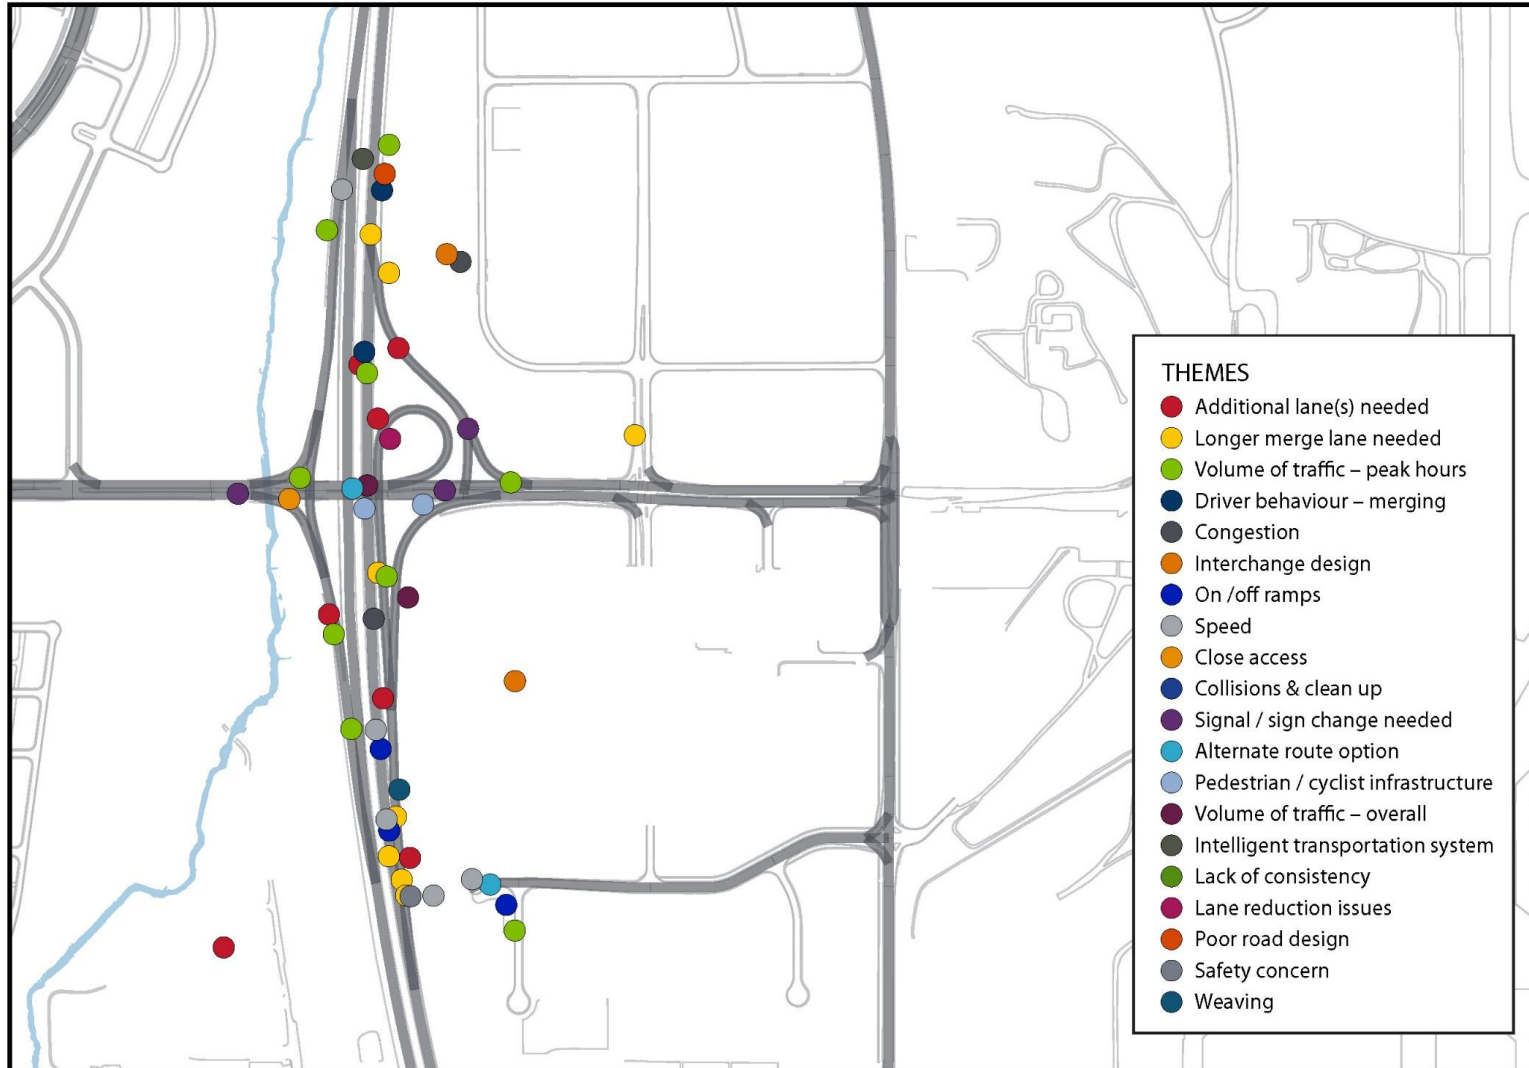 THEMES
Additional lane(s) needed
Longer merge lane needed
Volume of traffic – peak hours
Driver behaviour – merging
Congestion
Interchange design
On /off ramps
Speed
Close access
Collisions & clean up
Signal / sign change needed
Alternate route option
Pedestrian / cyclist infrastructure
Volume of traffic – overall
Intelligent transportation system
Lack of consistency
Lane reduction issues
Poor road design
Safety concern
Weaving